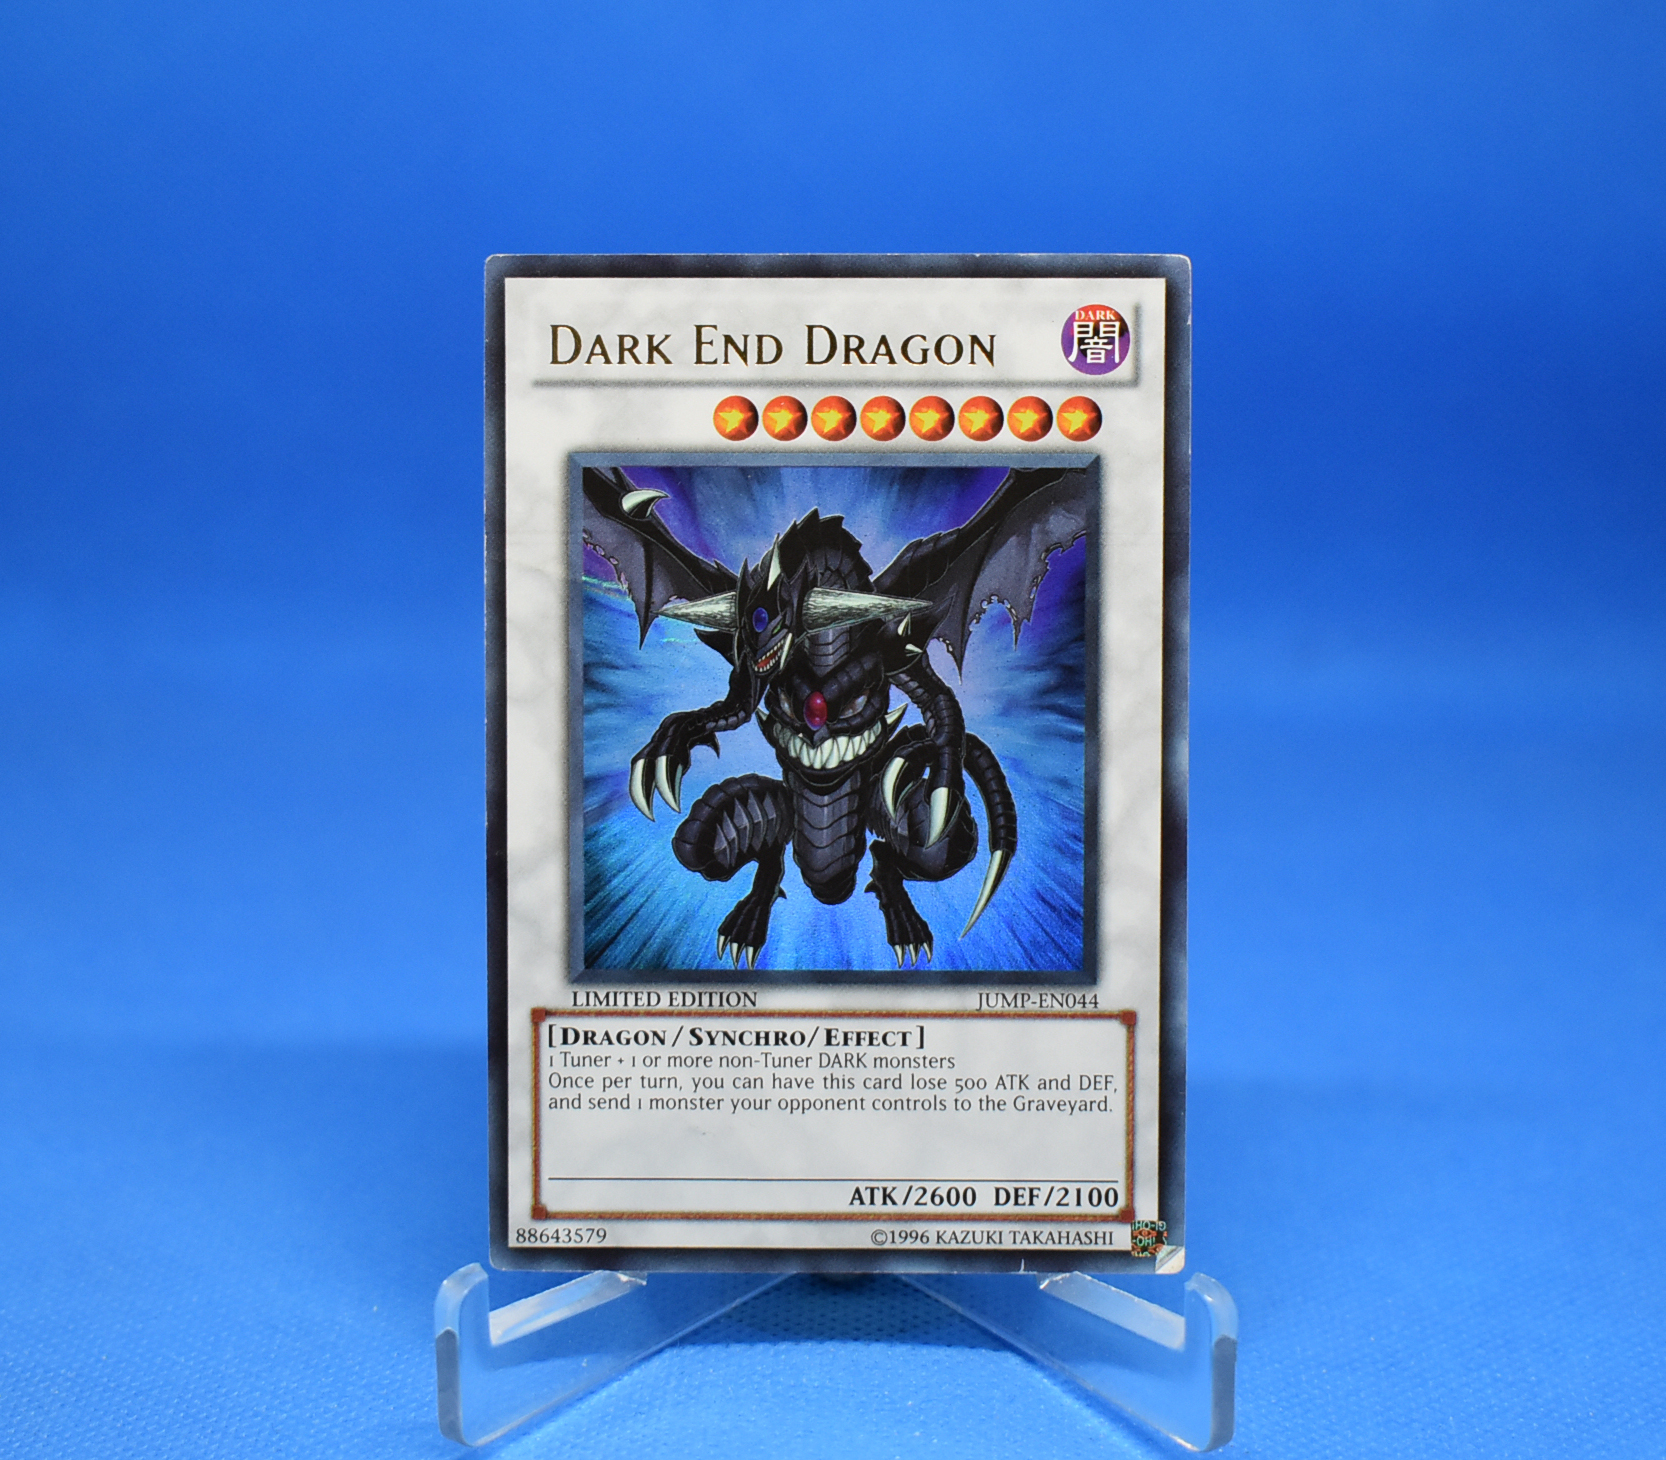 DARK END DRAGON
DARK
闇
LIMITED EDITION JUMP-EN044
[DRAGON/SYNCHRO/EFFECT]
1 Tuner + 1 or more non-Tuner DARK monsters
Once per turn, you can have this card lose 500 ATK and DEF,
and send 1 monster your opponent controls to the Graveyard.
ATK/2600 DEF/2100
88643579 ©1996 KAZUKI TAKAHASHI